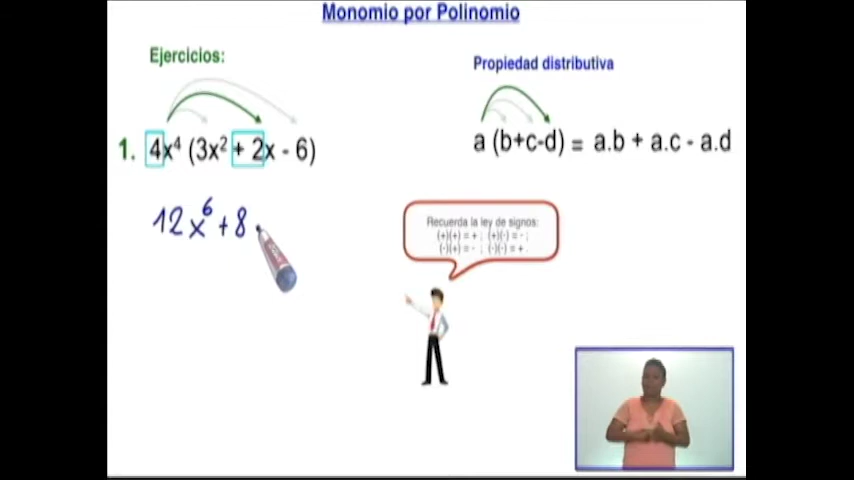 Monomio por Polinomio
Ejercicios:
Propiedad distributiva
1. 4x⁴ (3x² + 2x - 6)
a (b+c-d) = a.b + a.c - a.d
12x⁶ + 8
Recuerda la ley de signos:
(+)(+) = + ; (+)(-) = - ;
(-)(+) = - ; (-)(-) = + .